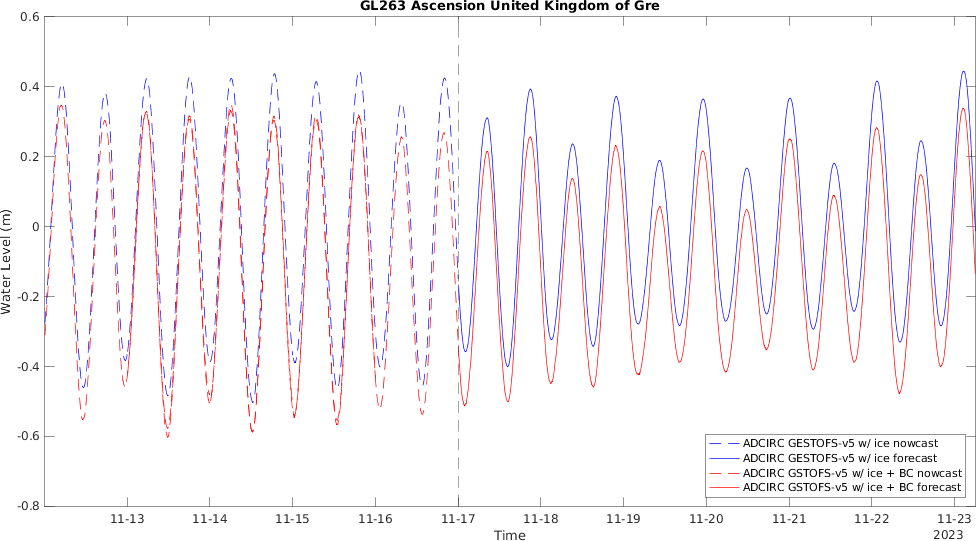 GL263 Ascension United Kingdom of Gre
0.6
0.4
0.2
0
-0.2
-0.4
-0.6
-0.8
Water Level (m)
ADCIRC GESTOFS-v5 w/ ice nowcast
ADCIRC GESTOFS-v5 w/ ice forecast
ADCIRC GSTOFS-v5 w/ ice + BC nowcast
ADCIRC GSTOFS-v5 w/ ice + BC forecast
11-13 11-14 11-15 11-16 11-17 11-18 11-19 11-20 11-21 11-22 11-23
Time
2023